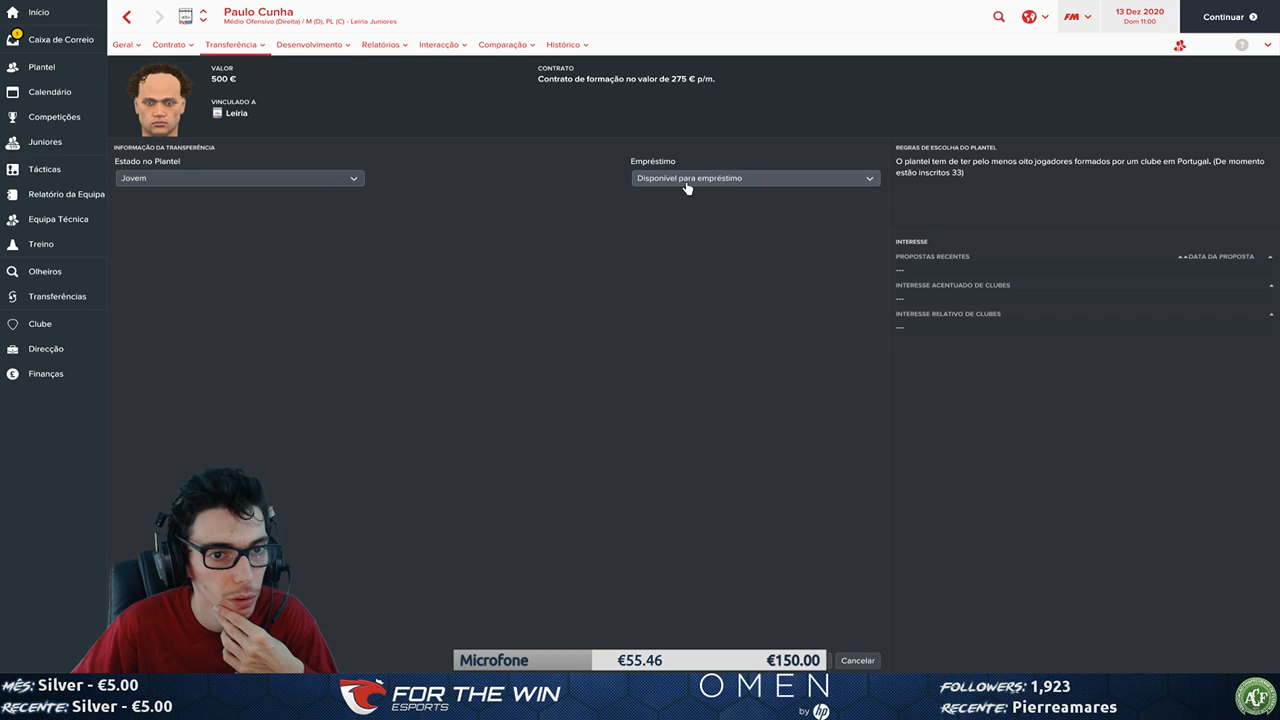 Início
1
Caixa de Correio
Plantel
Calendário
Competições
Juniores
Tácticas
Relatório da Equipa
Equipa Técnica
Treino
Olheiros
Transferências
Clube
Direcção
Finanças
Paulo Cunha
Médio Ofensivo (Direita) / M (D), PL (C) - Leiria Juniores
FM
13 Dez 2020
Dom 11:00
Continuar
Geral
Contrato
Transferência
Desenvolvimento
Relatórios
Interacção
Comparação
Histórico
?
VALOR
500 €
VINCULADO A
Leiria
CONTRATO
Contrato de formação no valor de 275 € p/m.
INFORMAÇÃO DA TRANSFERÊNCIA
Estado no Plantel
Jovem
Empréstimo
Disponível para empréstimo
REGRAS DE ESCOLHA DO PLANTEL
O plantel tem de ter pelo menos oito jogadores formados por um clube em Portugal. (De momento
estão inscritos 33)
INTERESSE
PROPOSTAS RECENTES
DATA DA PROPOSTA
---
INTERESSE ACENTUADO DE CLUBES
---
INTERESSE RELATIVO DE CLUBES
---
Microfone €55.46 €150.00
Cancelar
MÊS: Silver - €5.00
RECENTE: Silver - €5.00
FOR THE WIN
ESPORTS
OMEN
by hp
FOLLOWERS: 1,923
RECENTE: Pierreamares
ACF